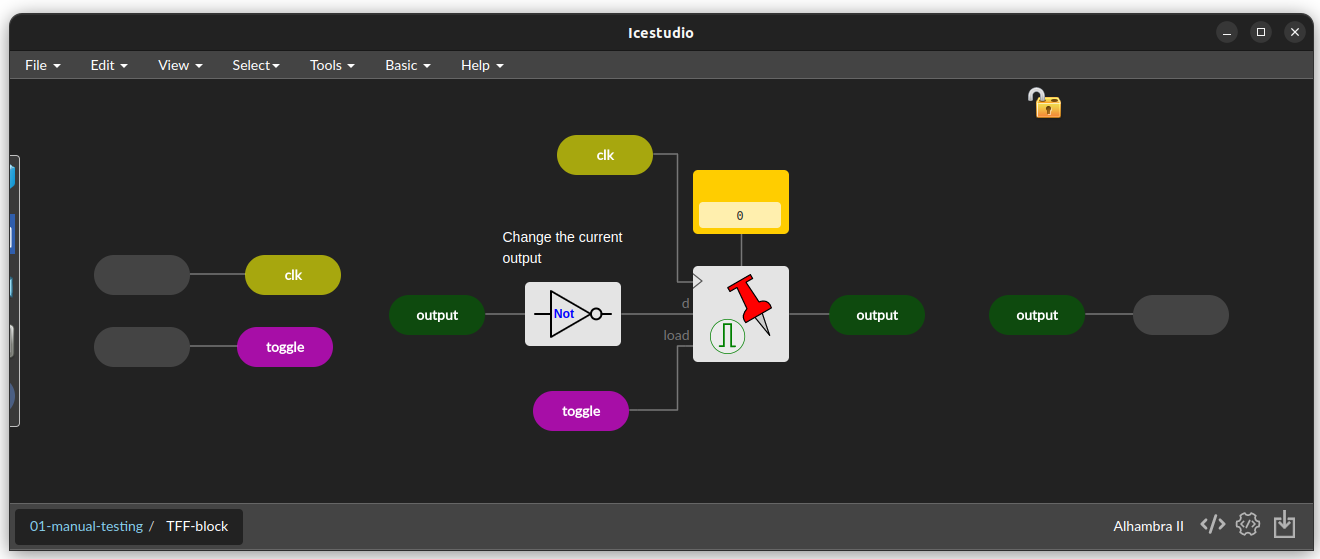 Icestudio
File Edit View Select Tools Basic Help
clk
0
Change the current
output
clk
d
output
Not
output
output
load
toggle
toggle
01-manual-testing / TFF-block
Alhambra II